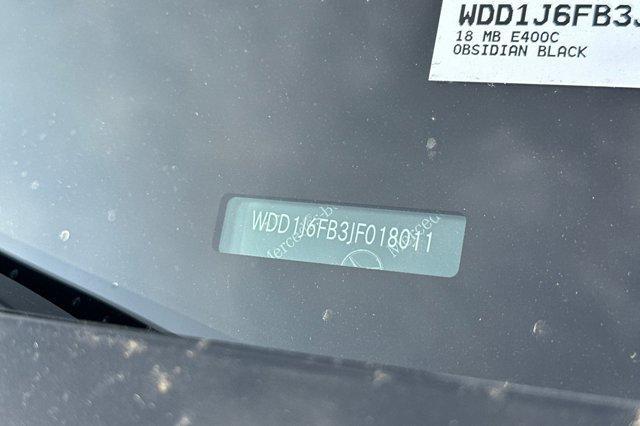 WDD1J6FB3J
18 MB E400C
OBSIDIAN BLACK
WDD1J6FB3JF018011